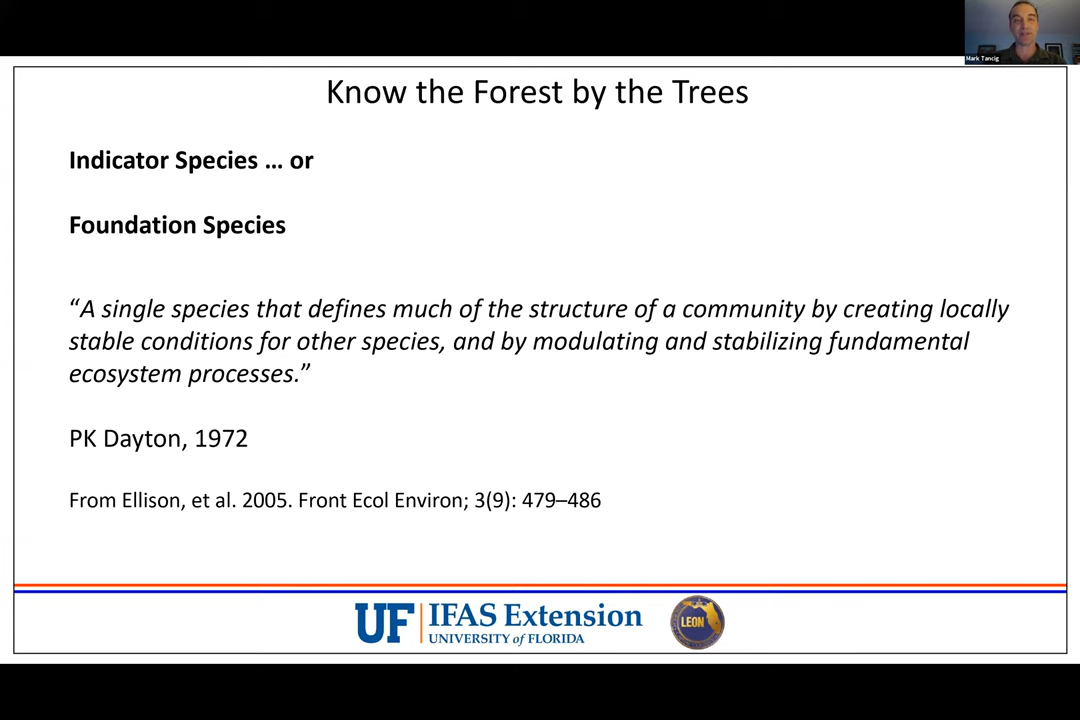 Mark Tancig
Know the Forest by the Trees
Indicator Species … or
Foundation Species
“A single species that defines much of the structure of a community by creating locally
stable conditions for other species, and by modulating and stabilizing fundamental
ecosystem processes.”
PK Dayton, 1972
From Ellison, et al. 2005. Front Ecol Environ; 3(9): 479–486
UF IFAS Extension
UNIVERSITY of FLORIDA
LEON